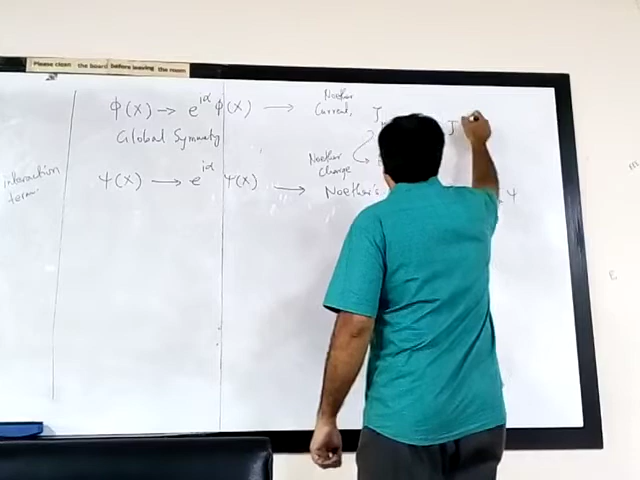 Please clean the board before leaving the room
ϕ(x) → e^{iα} ϕ(x) → Noether Current, J
Global Symmetry
Noether Charge
interaction term
Ψ(x) → e^{iα} Ψ(x) → Noether's
J
Ψ